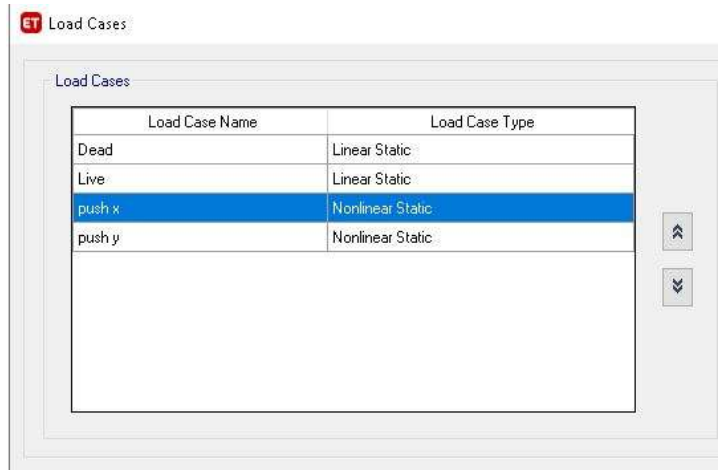 ET Load Cases
Load Cases
Load Case Name Load Case Type
Dead Linear Static
Live Linear Static
push x Nonlinear Static
push y Nonlinear Static